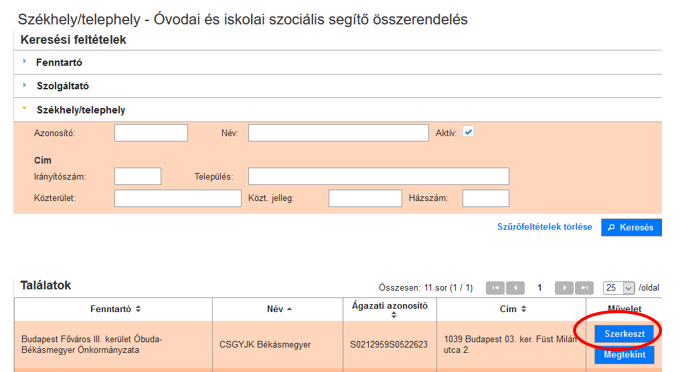 Székhely/telephely - Óvodai és iskolai szociális segítő összerendelés
Keresési feltételek
Fenntartó
Szolgáltató
Székhely/telephely
Azonosító: Név: Aktív:
Cím
Irányítószám: Település:
Közterület: Közt. jelleg: Házszám:
Szűrőfeltételek törlése Keresés
Találatok Összesen: 11 sor (1 / 1) 1 25 /oldal
Fenntartó Név Ágazati azonosító Cím Művelet
Budapest Főváros III. kerület Óbuda-
Békásmegyer Önkormányzata
CSGYJK Békásmegyer
S0212959S0522623
1039 Budapest 03. ker. Füst Milán
utca 2.
Szerkeszt
Megtekint